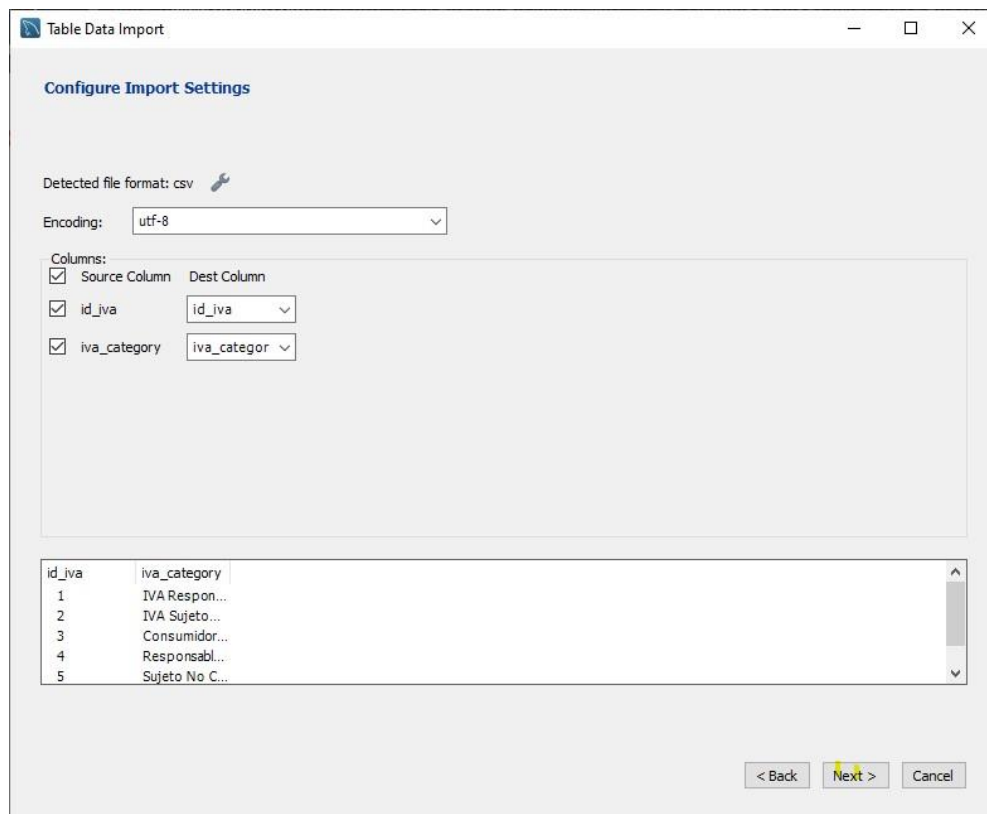 Table Data Import
Configure Import Settings
Detected file format: csv
Encoding: utf-8
Columns:
Source Column Dest Column
id_iva id_iva
iva_category iva_categor
id_iva iva_category
1 IVA Respon...
2 IVA Sujeto...
3 Consumidor...
4 Responsabl...
5 Sujeto No C...
< Back Next > Cancel